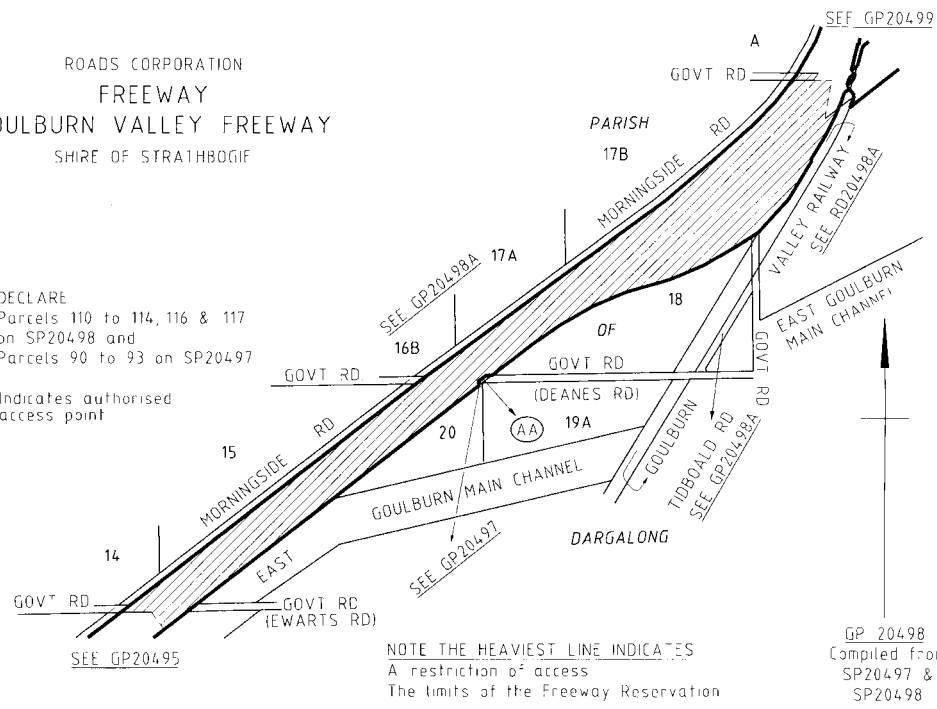 SEE GP20499
ROADS CORPORATION
FREEWAY
OULBURN VALLEY FREEWAY
SHIRE OF STRATHBOGIE
A
GOVT RD
PARISH
17B
MORNINGSIDE RD
VALLEY RAILWAY
SEE RD20498A
17A
SEE GP20498A
18
EAST GOULBURN
MAIN CHANNEL
DECLARE
Parcels 110 to 114, 116 & 117
on SP20498 and
Parcels 90 to 93 on SP20497
Indicates authorised
access point
OF
16B
GOVT RD
GOVT RD
(DEANES RD)
GOVT RD
AA
20
19A
15
MORNINGSIDE RD
GOULBURN
TIDBOALD RD
SEE GP20498A
EAST GOULBURN MAIN CHANNEL
DARGALONG
SEE GP20497
14
GOVT RD
GOVT RD
(EWARTS RD)
SEE GP20495
NOTE THE HEAVIEST LINE INDICATES
A restriction of access
The limits of the Freeway Reservation
GP 20498
Compiled from
SP20497 &
SP20498